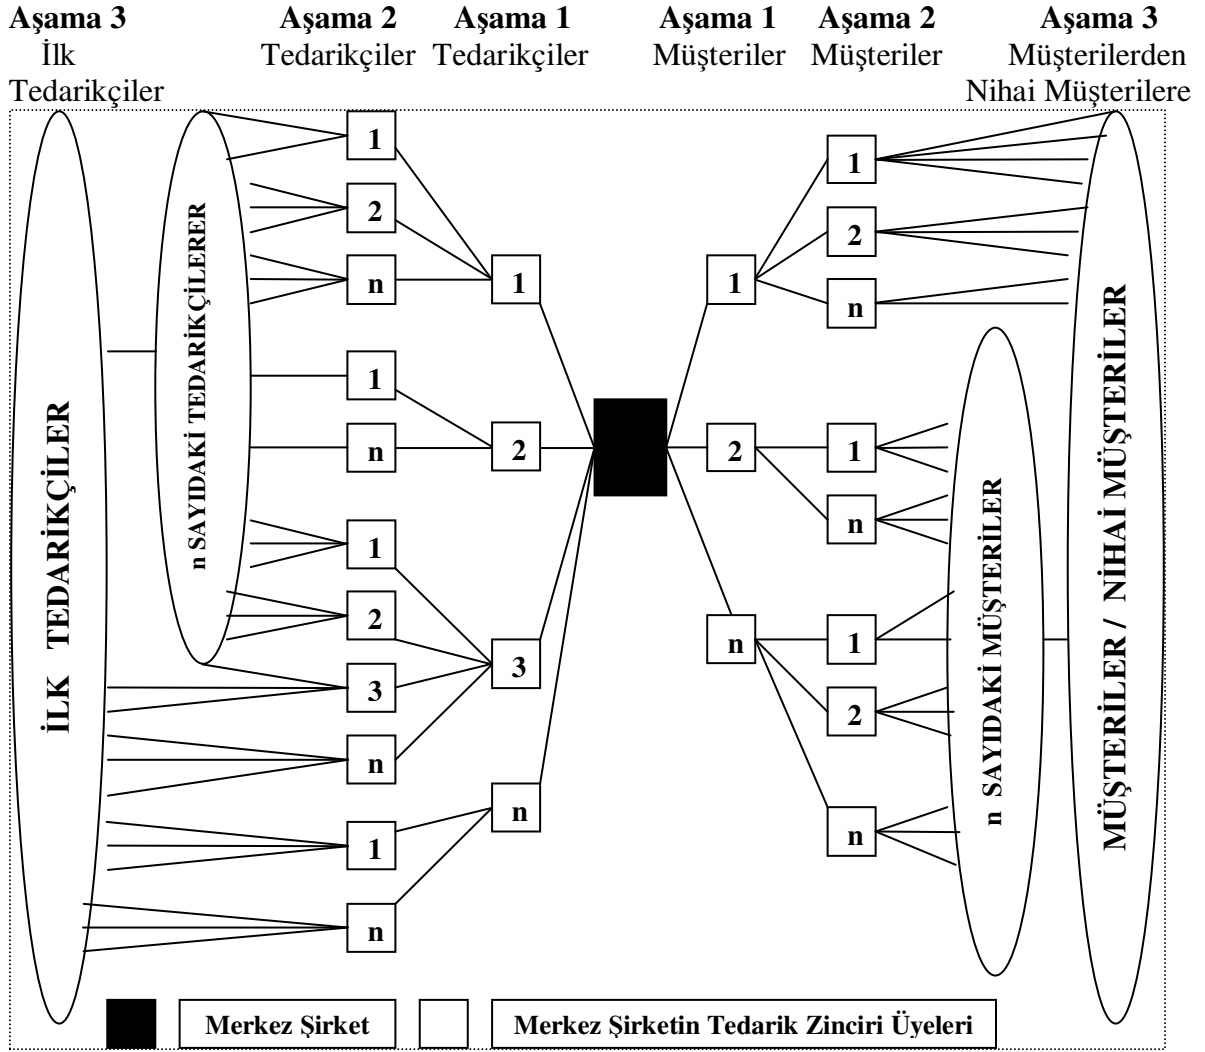 Aşama 3 Aşama 2 Aşama 1 Aşama 1 Aşama 2 Aşama 3
İlk Tedarikçiler Tedarikçiler Müşteriler Müşteriler Müşterilerden
Tedarikçiler Nihai Müşterilere
İLK TEDARİKÇİLER
n SAYIDAKİ TEDARİKÇİLERER
1
2
n
1
n
1
2
3
n
1
n
1
2
3
n
1
2
n
1
2
n
1
n
1
2
n
n SAYIDAKİ MÜŞTERİLER
MÜŞTERİLER / NİHAİ MÜŞTERİLER
Merkez Şirket
Merkez Şirketin Tedarik Zinciri Üyeleri